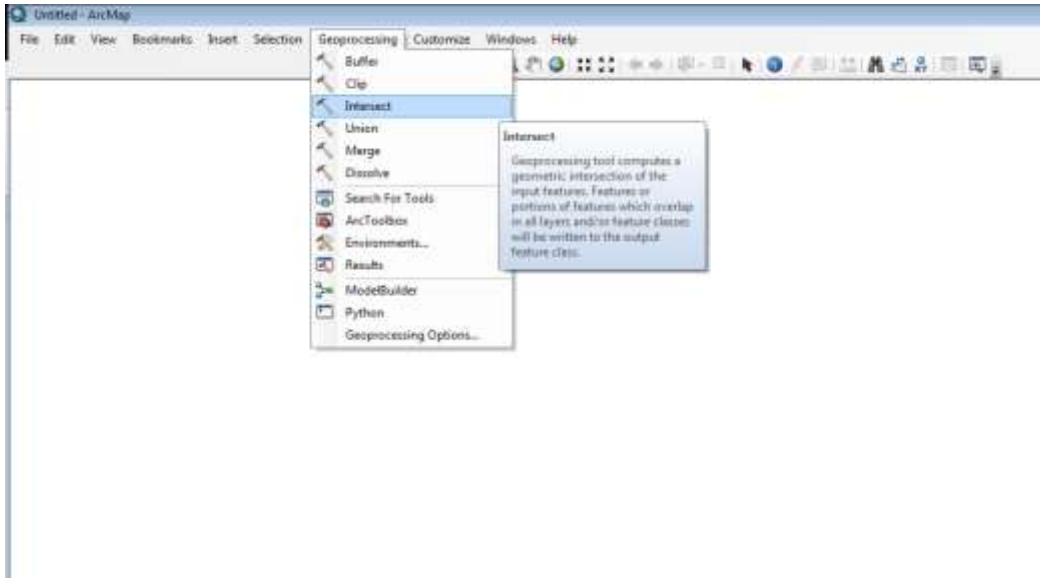 Untitled - ArcMap
File Edit View Bookmarks Insert Selection Geoprocessing Customize Windows Help
Buffer
Clip
Intersect
Union
Merge
Dissolve
Search For Tools
ArcToolbox
Environments...
Results
ModelBuilder
Python
Geoprocessing Options...
Intersect
Geoprocessing tool computes a
geometric intersection of the
input features. Features or
portions of features which overlap
in all layers and/or feature classes
will be written to the output
feature class.